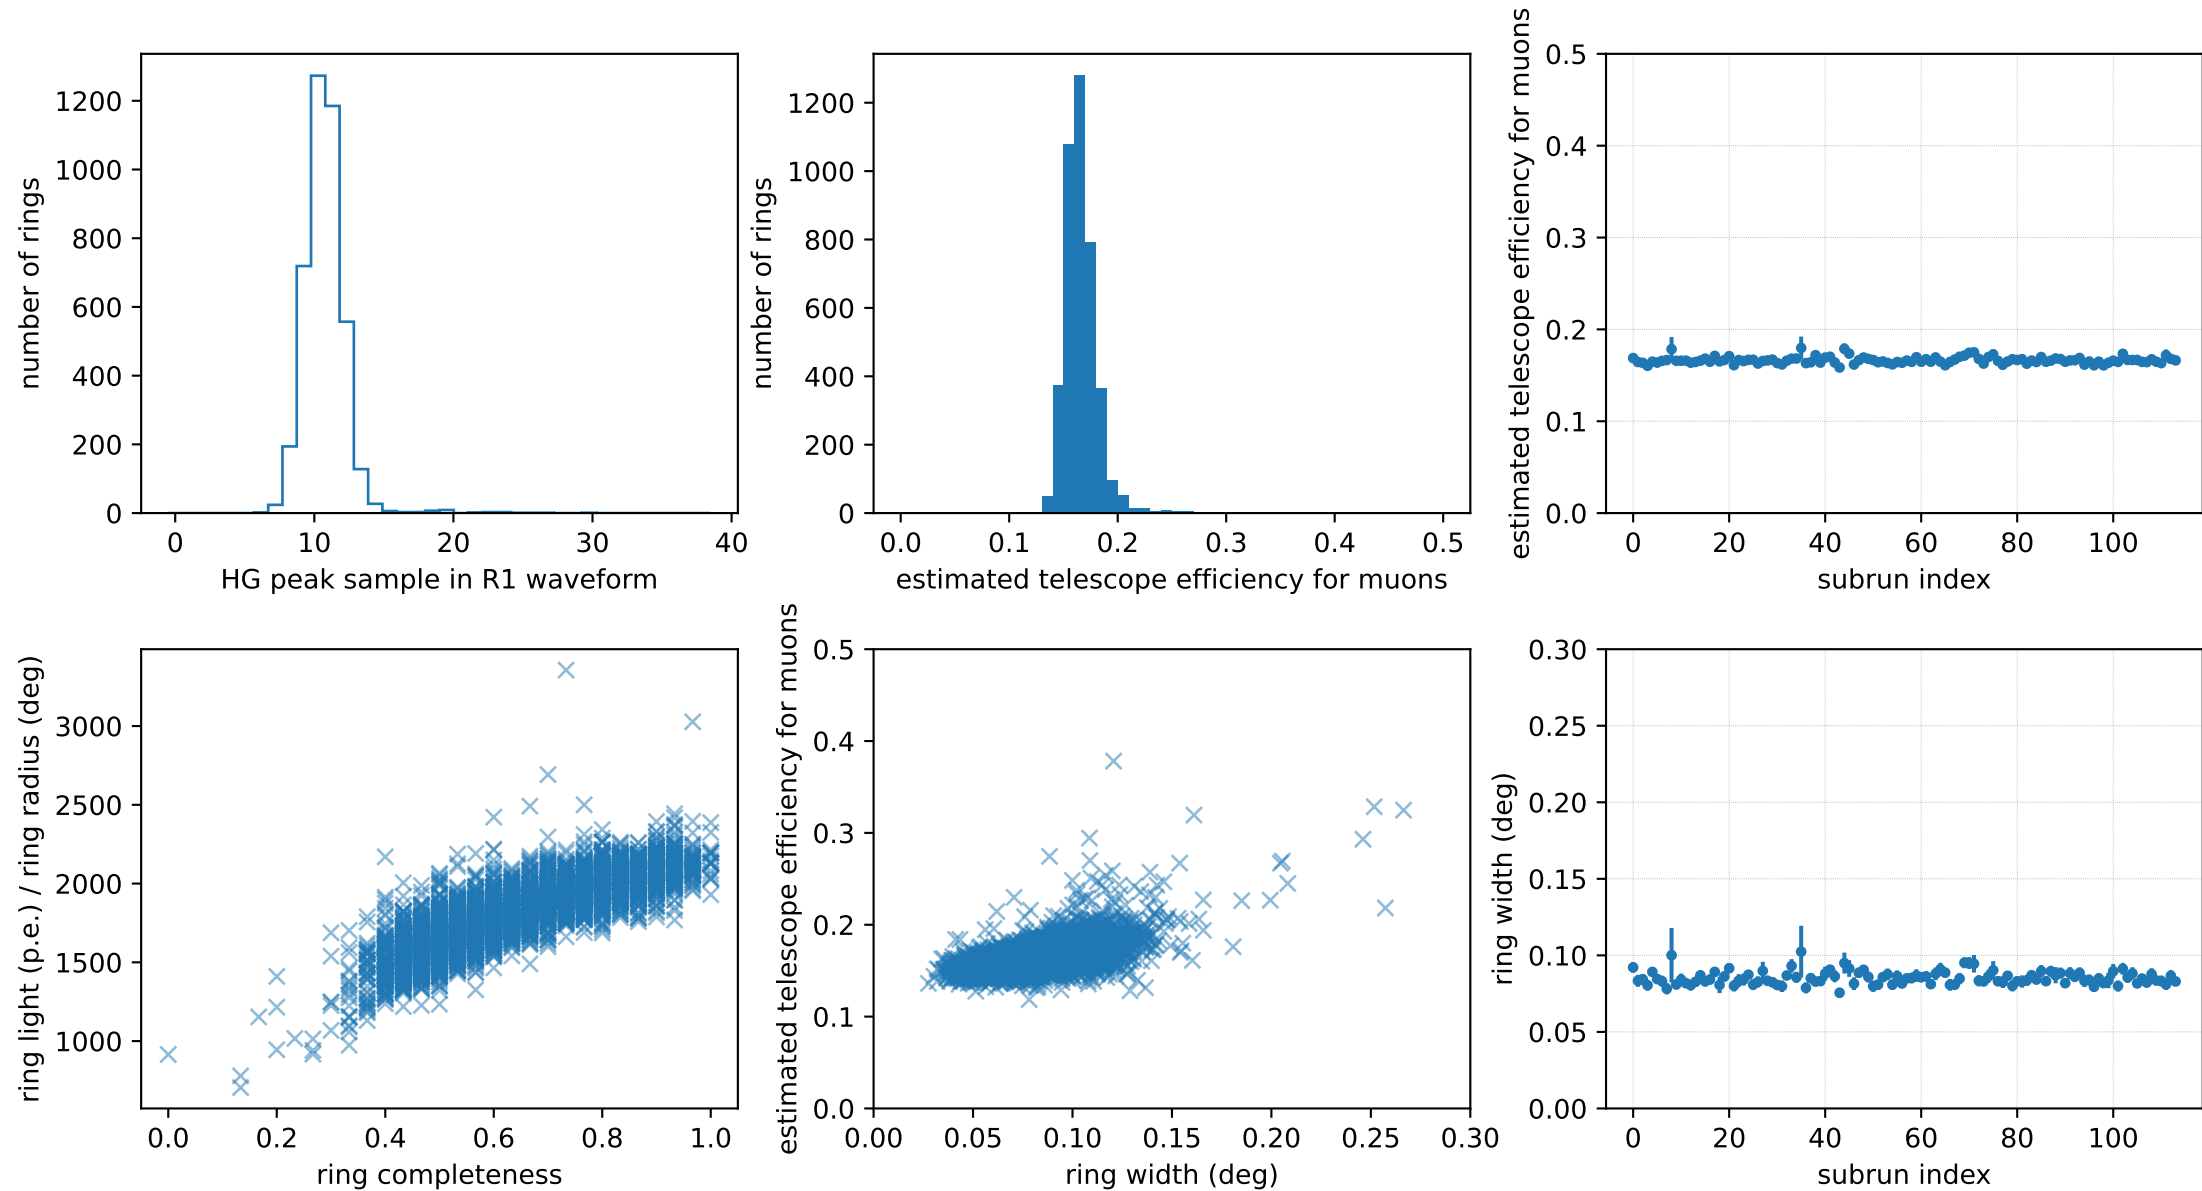 number of rings
1200
1000
800
600
400
200
0
0 10 20 30 40
HG peak sample in R1 waveform
number of rings
1200
1000
800
600
400
200
0
0.0 0.1 0.2 0.3 0.4 0.5
estimated telescope efficiency for muons
estimated telescope efficiency for muons
0.5
0.4
0.3
0.2
0.1
0.0
0 20 40 60 80 100
subrun index
ring light (p.e.) / ring radius (deg)
3000
2500
2000
1500
1000
0.0 0.2 0.4 0.6 0.8 1.0
ring completeness
estimated telescope efficiency for muons
0.5
0.4
0.3
0.2
0.1
0.0
0.00 0.05 0.10 0.15 0.20 0.25 0.30
ring width (deg)
ring width (deg)
0.30
0.25
0.20
0.15
0.10
0.05
0.00
0 20 40 60 80 100
subrun index